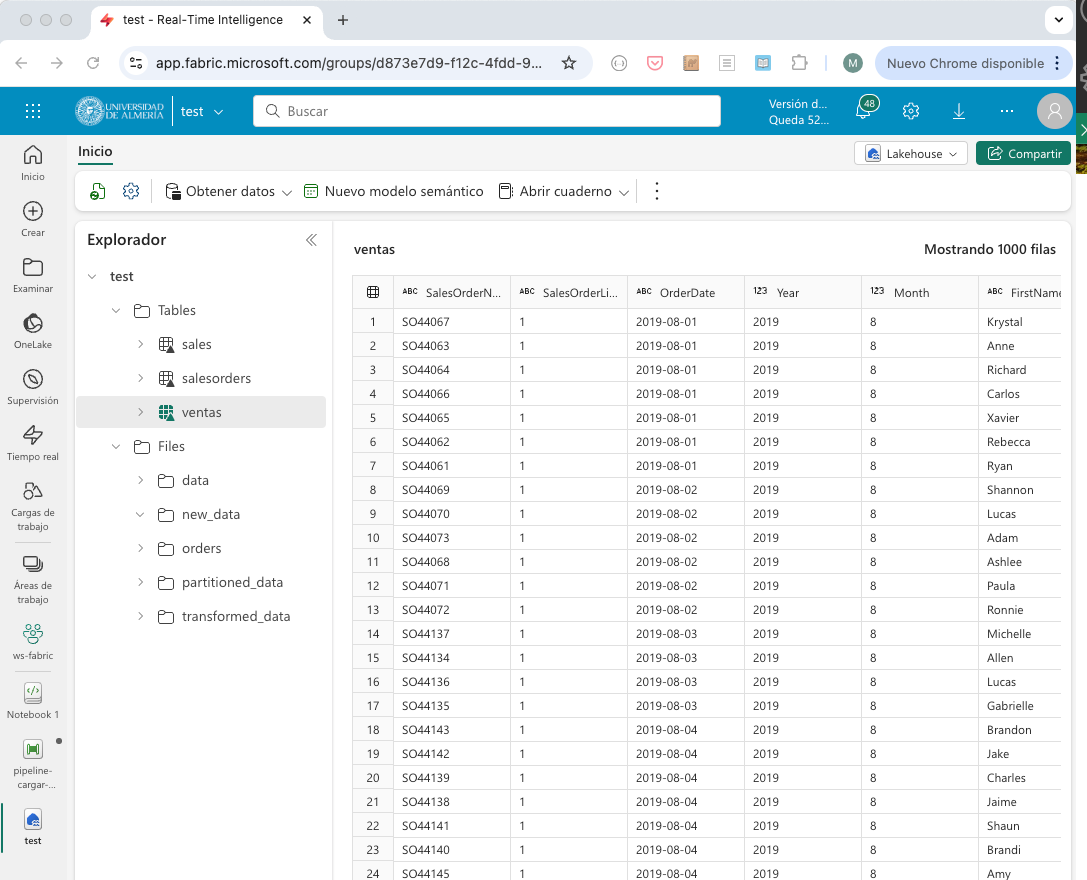 test - Real-Time Intelligence
app.fabric.microsoft.com/groups/d873e7d9-f12c-4fdd-9...
M
Nuevo Chrome disponible
UNIVERSIDAD
DE ALMERÍA
test
Buscar
Versión d...
Queda 52...
48
Inicio
Lakehouse
Compartir
Obtener datos
Nuevo modelo semántico
Abrir cuaderno
Inicio
Crear
Examinar
OneLake
Supervisión
Tiempo real
Cargas de
trabajo
Áreas de
trabajo
ws-fabric
Notebook 1
pipeline-
cargar-...
test
Explorador
test
Tables
sales
salesorders
ventas
Files
data
new_data
orders
partitioned_data
transformed_data
ventas
Mostrando 1000 filas
ABC SalesOrderN... ABC SalesOrderLi... ABC OrderDate 123 Year 123 Month ABC FirstName
1 SO44067 1 2019-08-01 2019 8 Krystal
2 SO44063 1 2019-08-01 2019 8 Anne
3 SO44064 1 2019-08-01 2019 8 Richard
4 SO44066 1 2019-08-01 2019 8 Carlos
5 SO44065 1 2019-08-01 2019 8 Xavier
6 SO44062 1 2019-08-01 2019 8 Rebecca
7 SO44061 1 2019-08-01 2019 8 Ryan
8 SO44069 1 2019-08-02 2019 8 Shannon
9 SO44070 1 2019-08-02 2019 8 Lucas
10 SO44073 1 2019-08-02 2019 8 Adam
11 SO44068 1 2019-08-02 2019 8 Ashlee
12 SO44071 1 2019-08-02 2019 8 Paula
13 SO44072 1 2019-08-02 2019 8 Ronnie
14 SO44137 1 2019-08-03 2019 8 Michelle
15 SO44134 1 2019-08-03 2019 8 Allen
16 SO44136 1 2019-08-03 2019 8 Lucas
17 SO44135 1 2019-08-03 2019 8 Gabrielle
18 SO44143 1 2019-08-04 2019 8 Brandon
19 SO44142 1 2019-08-04 2019 8 Jake
20 SO44139 1 2019-08-04 2019 8 Charles
21 SO44138 1 2019-08-04 2019 8 Jaime
22 SO44141 1 2019-08-04 2019 8 Shaun
23 SO44140 1 2019-08-04 2019 8 Brandi
24 SO44145 1 2019-08-04 2019 8 Amy